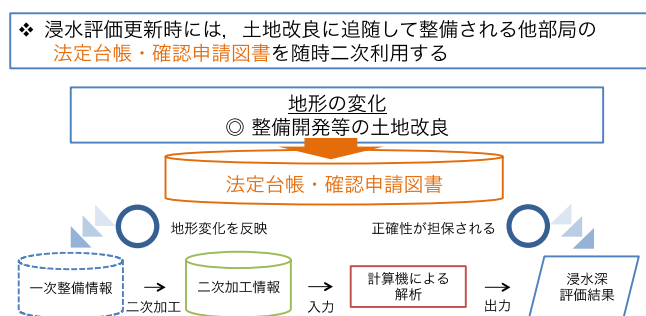 ❖ 浸水評価更新時には，土地改良に追随して整備される他部局の
法定台帳・確認申請図書を随時二次利用する
地形の変化
◎ 整備開発等の土地改良
法定台帳・確認申請図書
地形変化を反映
正確性が担保される
一次整備情報
二次加工
二次加工情報
入力
計算機による
解析
出力
浸水深
評価結果